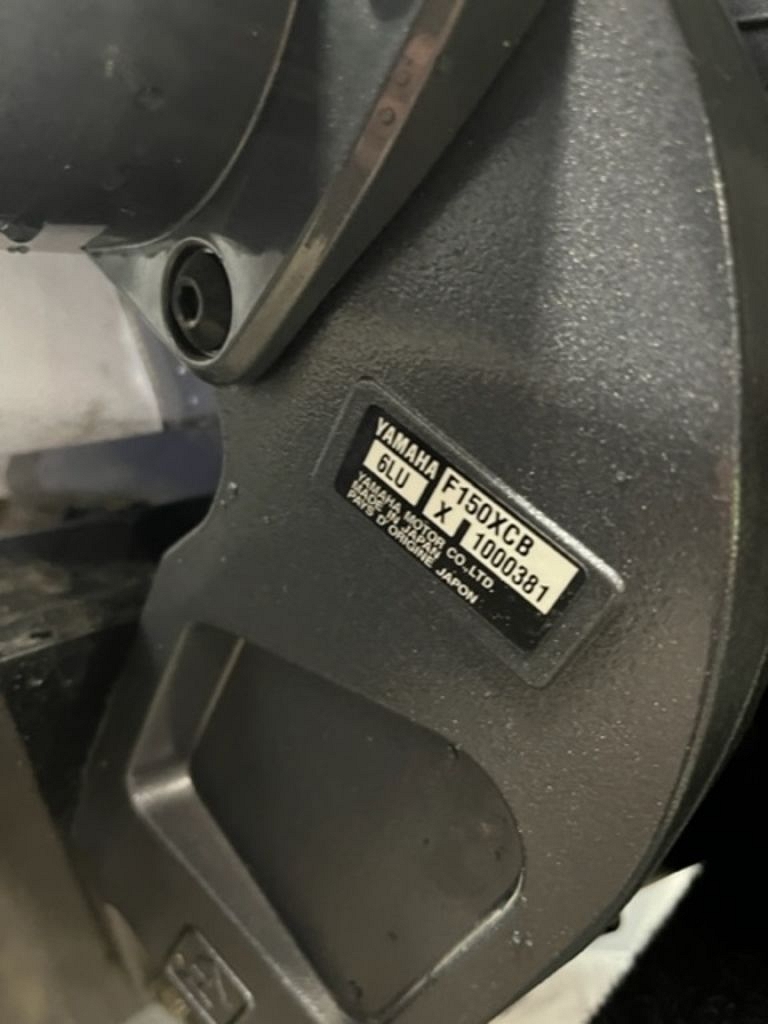 YAMAHA F150XCB
6LU X 1000381
YAMAHA MOTOR CO.,LTD.
MADE IN JAPAN
PAYS D'ORIGINE JAPON